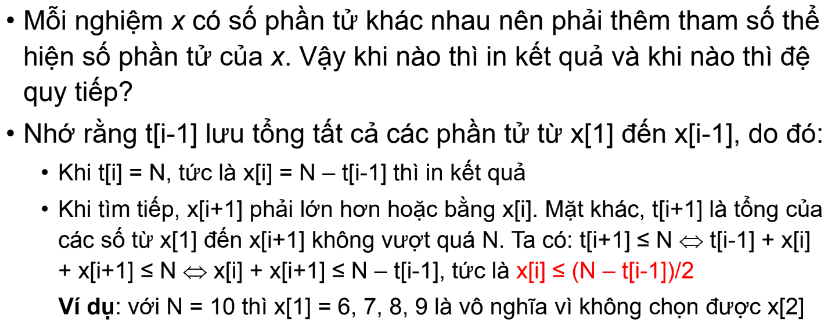 • Mỗi nghiệm x có số phần tử khác nhau nên phải thêm tham số thể
hiện số phần tử của x. Vậy khi nào thì in kết quả và khi nào thì đệ
quy tiếp?
• Nhớ rằng t[i-1] lưu tổng tất cả các phần tử từ x[1] đến x[i-1], do đó:
• Khi t[i] = N, tức là x[i] = N – t[i-1] thì in kết quả
• Khi tìm tiếp, x[i+1] phải lớn hơn hoặc bằng x[i]. Mặt khác, t[i+1] là tổng của
các số từ x[1] đến x[i+1] không vượt quá N. Ta có: t[i+1] ≤ N ⇔ t[i-1] + x[i]
+ x[i+1] ≤ N ⇔ x[i] + x[i+1] ≤ N – t[i-1], tức là x[i] ≤ (N – t[i-1])/2
Ví dụ: với N = 10 thì x[1] = 6, 7, 8, 9 là vô nghĩa vì không chọn được x[2]